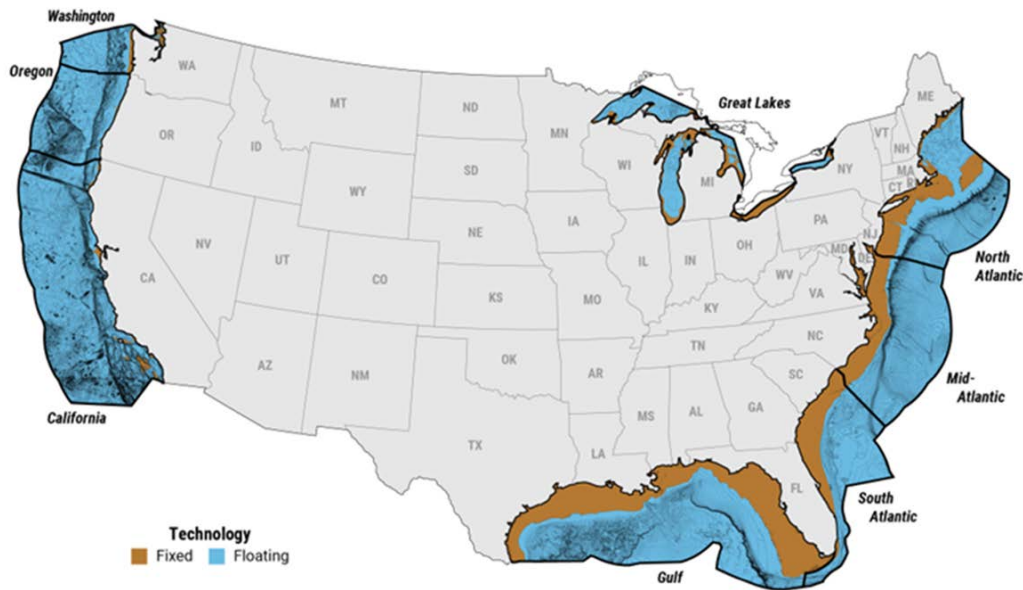 Washington
Oregon
WA
MT
ND
MN
Great Lakes
ME
OR
ID
SD
WI
MI
VT
NH
NY
MA
CT
WY
IA
PA
NJ
NE
NV
UT
CO
IL
IN
OH
MD
DE
WV
VA
North
Atlantic
CA
KS
MO
KY
AZ
NM
OK
AR
TN
NC
Mid-
Atlantic
California
SC
TX
LA
MS
AL
GA
FL
South
Atlantic
Technology
Fixed
Floating
Gulf